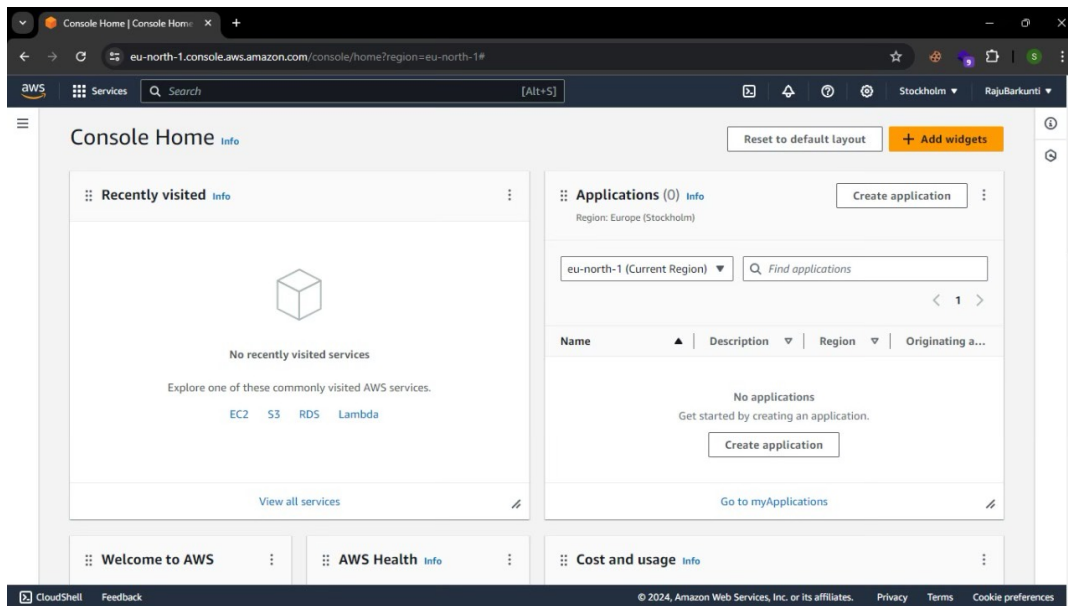 Console Home | Console Home
eu-north-1.console.aws.amazon.com/console/home?region=eu-north-1#
9
S
aws
Services
Search
[Alt+S]
Stockholm
RajuBarkunti
Console Home Info
Reset to default layout
+ Add widgets
Recently visited Info
No recently visited services
Explore one of these commonly visited AWS services.
EC2 S3 RDS Lambda
View all services
Applications (0) Info
Region: Europe (Stockholm)
Create application
eu-north-1 (Current Region)
Find applications
1
Name Description Region Originating a...
No applications
Get started by creating an application.
Create application
Go to myApplications
Welcome to AWS
AWS Health Info
Cost and usage Info
CloudShell Feedback
© 2024, Amazon Web Services, Inc. or its affiliates. Privacy Terms Cookie preferences